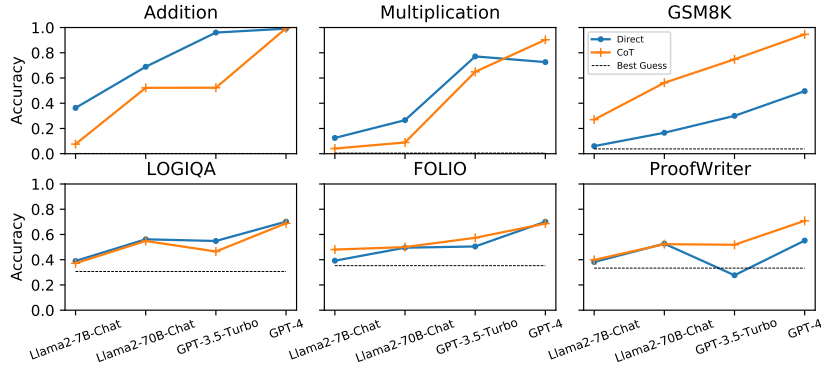 Addition
Multiplication
GSM8K
Accuracy
1.0
0.8
0.6
0.4
0.2
0.0
Direct
CoT
Best Guess
LOGIQA
FOLIO
ProofWriter
Accuracy
1.0
0.8
0.6
0.4
0.2
0.0
Llama2-7B-Chat
Llama2-70B-Chat
GPT-3.5-Turbo
GPT-4
Llama2-7B-Chat
Llama2-70B-Chat
GPT-3.5-Turbo
GPT-4
Llama2-7B-Chat
Llama2-70B-Chat
GPT-3.5-Turbo
GPT-4